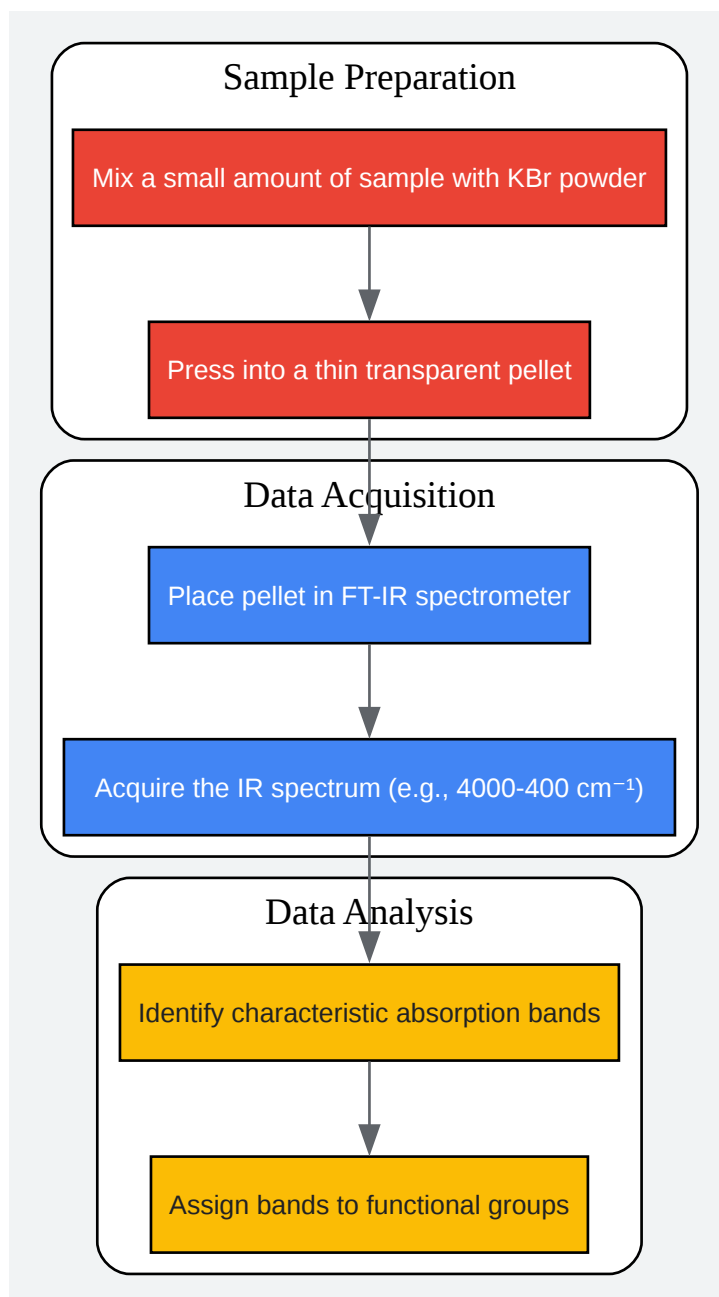 Sample Preparation
Mix a small amount of sample with KBr powder
Press into a thin transparent pellet
Data Acquisition
Place pellet in FT-IR spectrometer
Acquire the IR spectrum (e.g., 4000-400 cm⁻¹)
Data Analysis
Identify characteristic absorption bands
Assign bands to functional groups